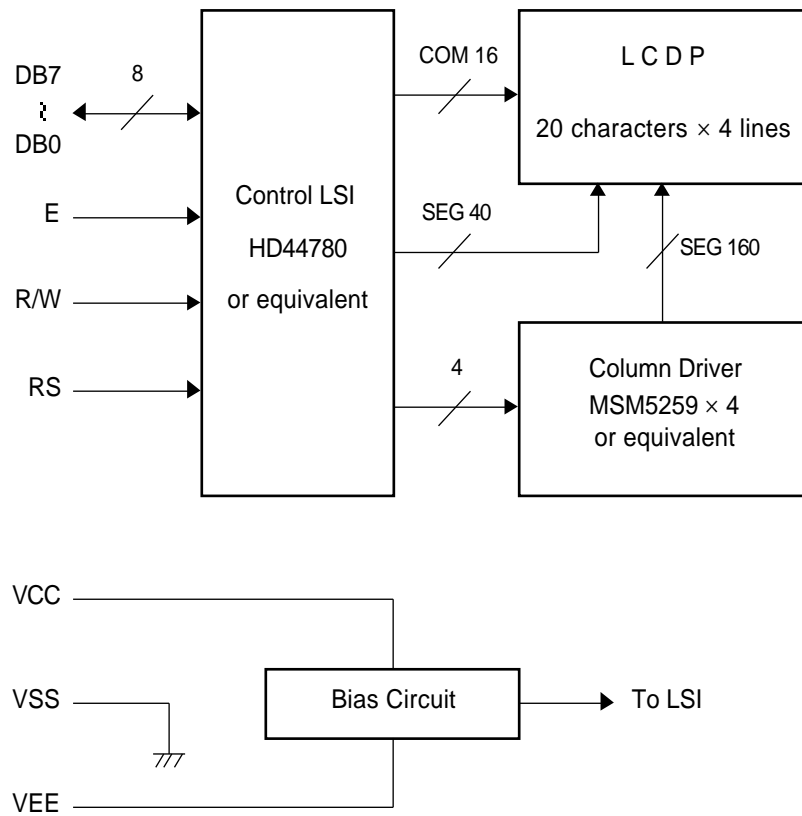 DB7
DB0
8
E
R/W
RS
Control LSI
HD44780
or equivalent
COM 16
SEG 40
4
L C D P
20 characters × 4 lines
SEG 160
Column Driver
MSM5259 × 4
or equivalent
VCC
VSS
VEE
Bias Circuit
To LSI